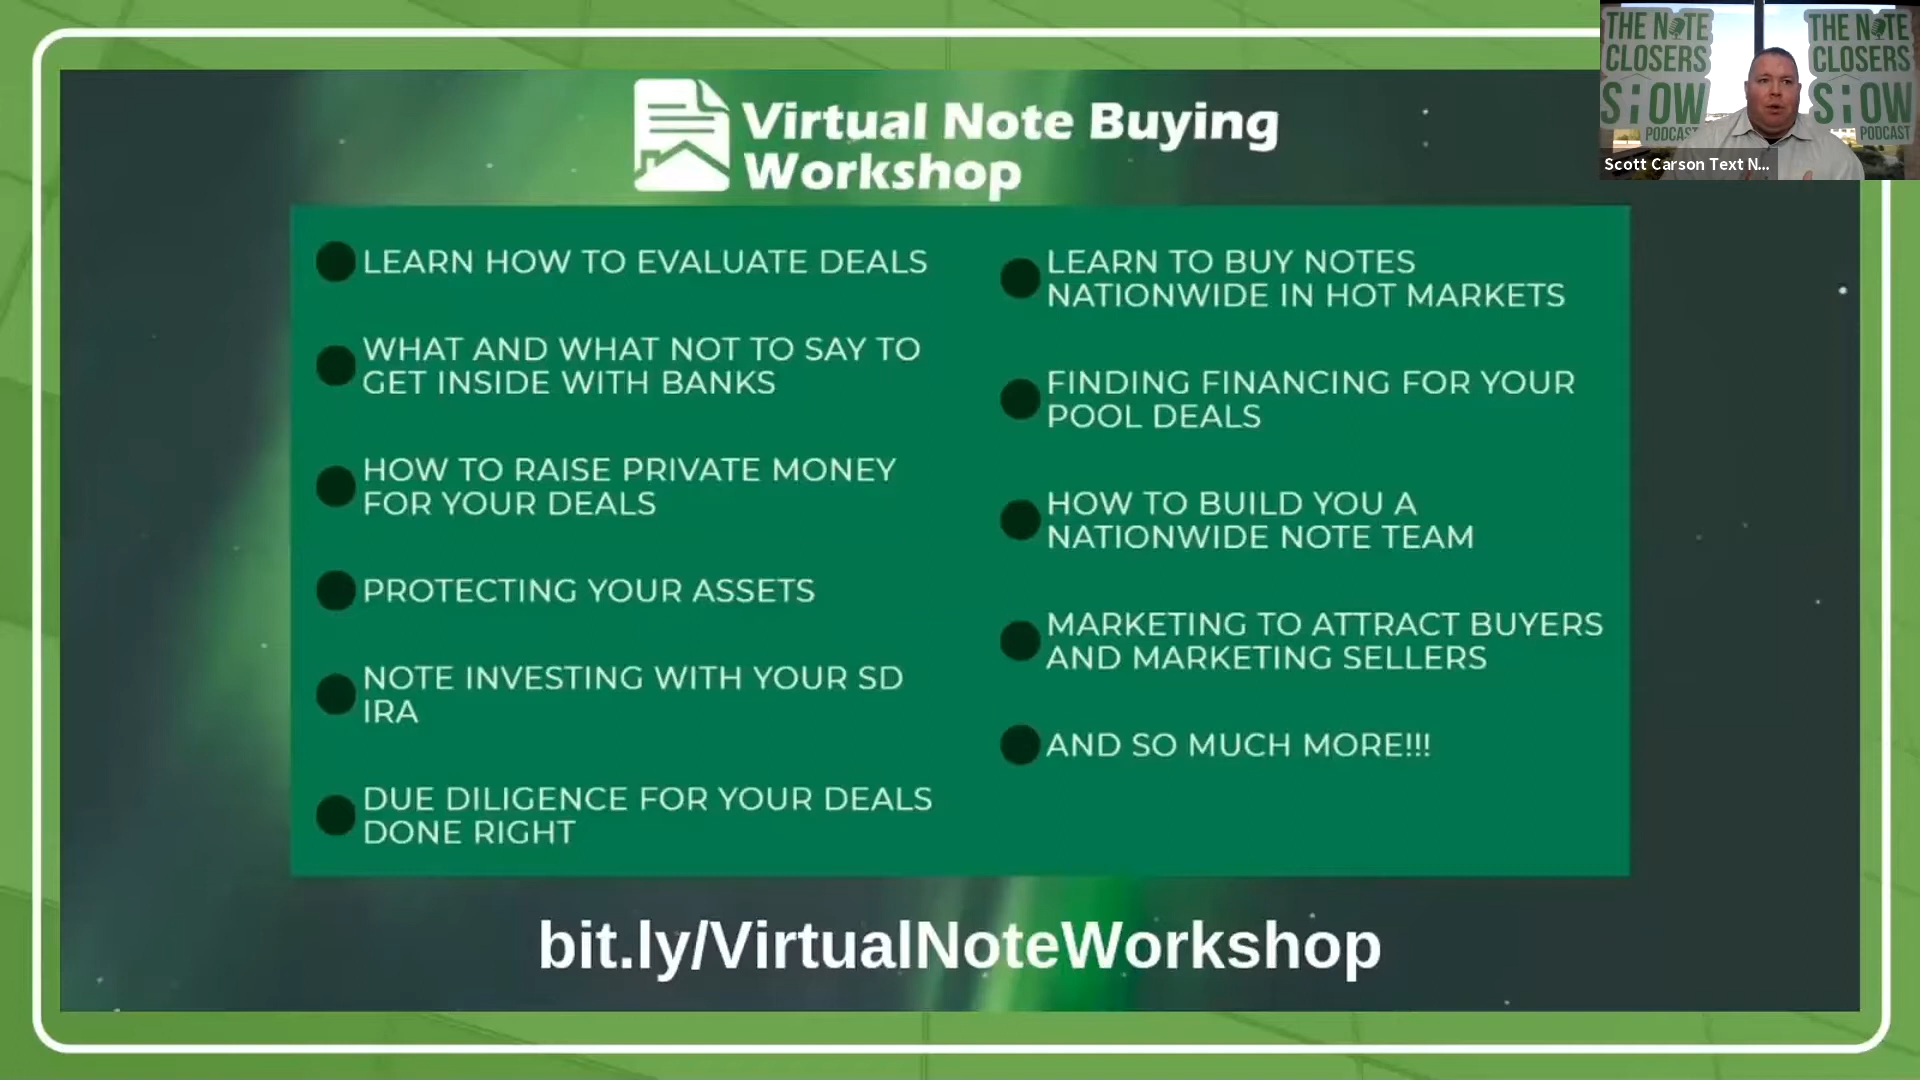 Virtual Note Buying
Workshop
LEARN HOW TO EVALUATE DEALS
WHAT AND WHAT NOT TO SAY TO
GET INSIDE WITH BANKS
HOW TO RAISE PRIVATE MONEY
FOR YOUR DEALS
PROTECTING YOUR ASSETS
NOTE INVESTING WITH YOUR SD
IRA
DUE DILIGENCE FOR YOUR DEALS
DONE RIGHT
LEARN TO BUY NOTES
NATIONWIDE IN HOT MARKETS
FINDING FINANCING FOR YOUR
POOL DEALS
HOW TO BUILD YOU A
NATIONWIDE NOTE TEAM
MARKETING TO ATTRACT BUYERS
AND MARKETING SELLERS
AND SO MUCH MORE!!!
bit.ly/VirtualNoteWorkshop
THE NOTE
CLOSERS
SHOW
PODCAST
THE NOTE
CLOSERS
SHOW
PODCAST
Scott Carson Text N...